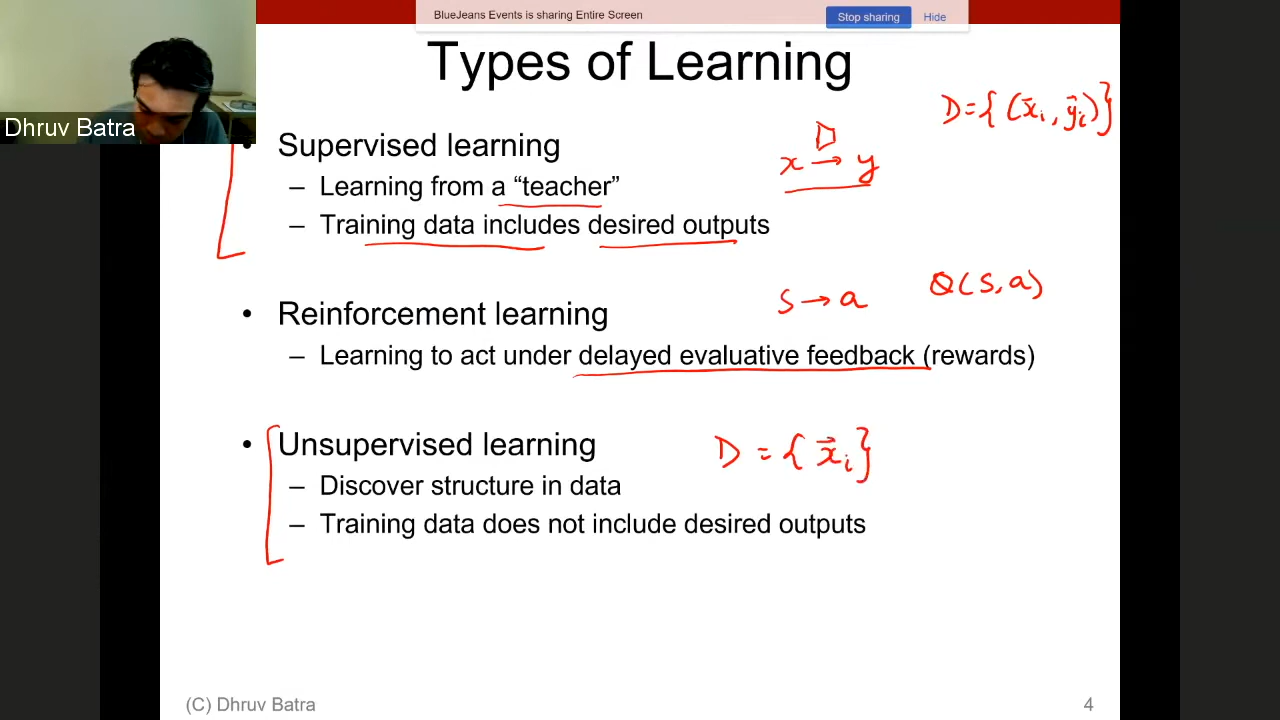 BlueJeans Events is sharing Entire Screen
Stop sharing
Hide
Types of Learning
Dhruv Batra
D={(x⃗i, y⃗i)}
• Supervised learning
D
x → y
– Learning from a “teacher”
– Training data includes desired outputs
• Reinforcement learning
s → a
Q(s, a)
– Learning to act under delayed evaluative feedback (rewards)
• Unsupervised learning
D = {x⃗i}
– Discover structure in data
– Training data does not include desired outputs
(C) Dhruv Batra
4